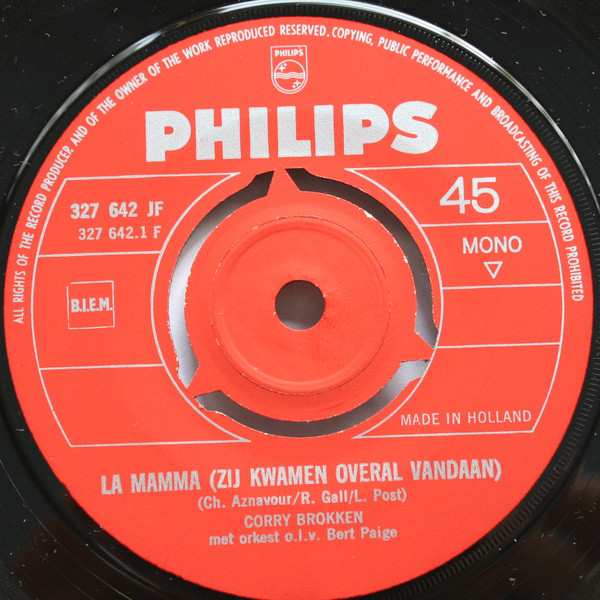 ALL RIGHTS OF THE RECORD PRODUCER AND OF THE OWNER OF THE WORK REPRODUCED RESERVED. COPYING, PUBLIC PERFORMANCE AND BROADCASTING OF THIS RECORD PROHIBITED
PHILIPS
PHILIPS
327 642 JF
327 642.1 F
45
MONO
B.I.E.M.
MADE IN HOLLAND
LA MAMMA (ZIJ KWAMEN OVERAL VANDAAN)
(Ch. Aznavour/R. Gall/L. Post)
CORRY BROKKEN
met orkest o.l.v. Bert Paige